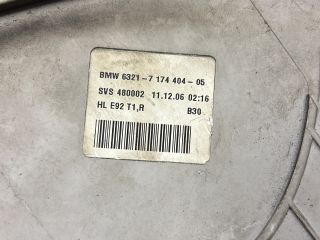 BMW 6321-7 174 404-05
SVS 480002 11.12.06 02:16
HL E92 T1,R B30